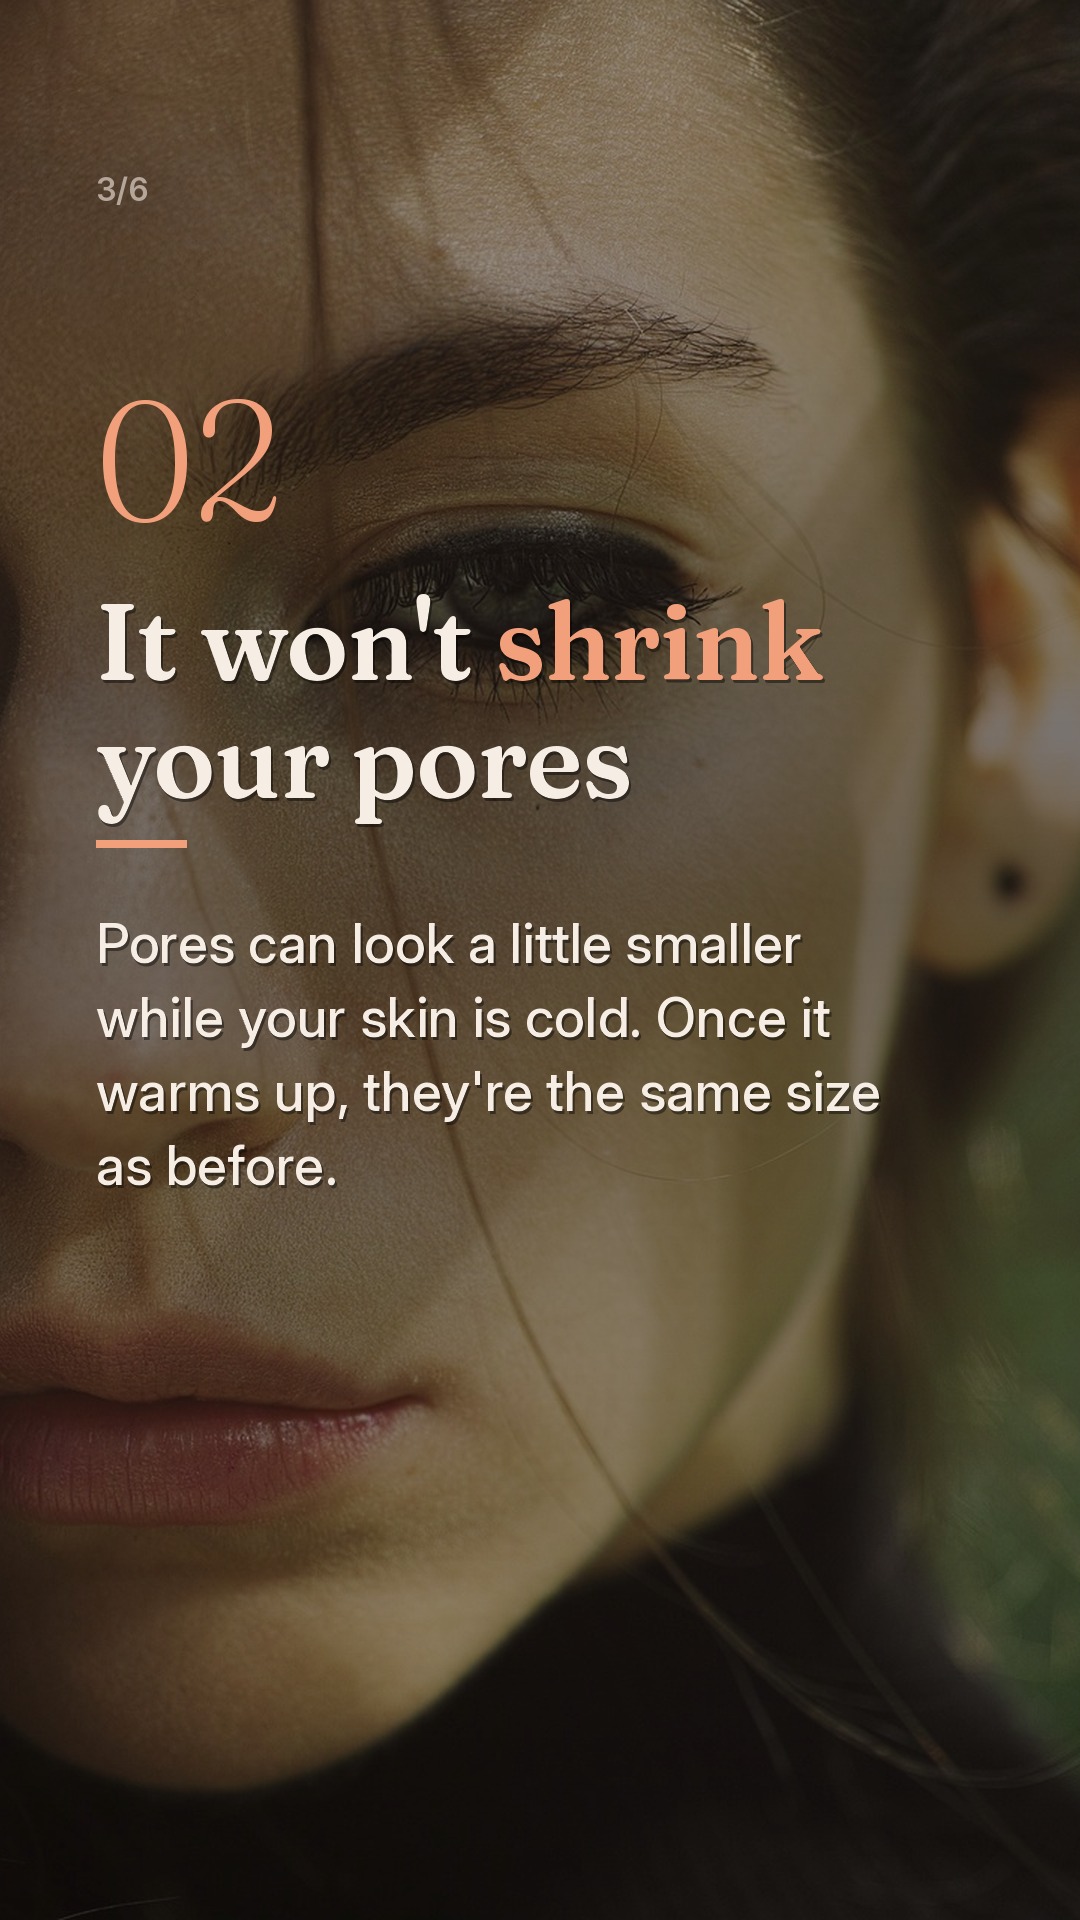 3/6
02
It won't shrink
your pores
Pores can look a little smaller
while your skin is cold. Once it
warms up, they're the same size
as before.